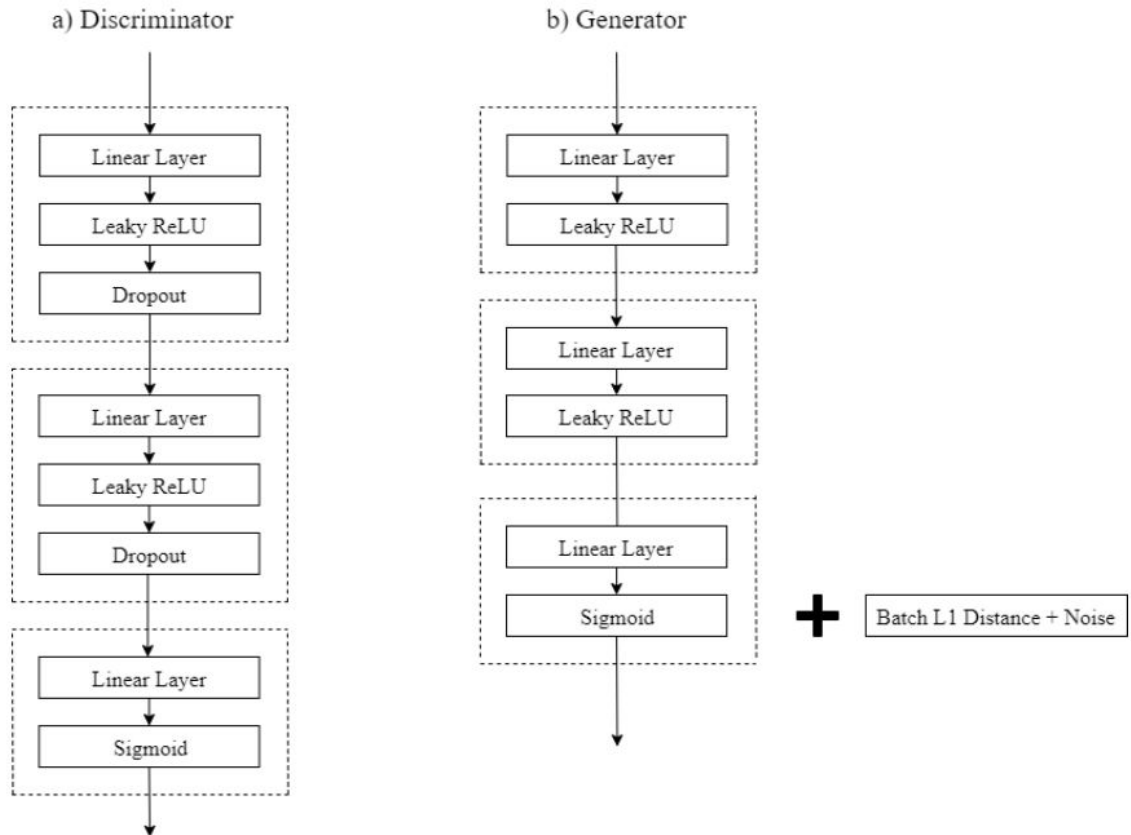 a) Discriminator
Linear Layer
Leaky ReLU
Dropout
Linear Layer
Leaky ReLU
Dropout
Linear Layer
Sigmoid
b) Generator
Linear Layer
Leaky ReLU
Linear Layer
Leaky ReLU
Linear Layer
Sigmoid
+
Batch L1 Distance + Noise